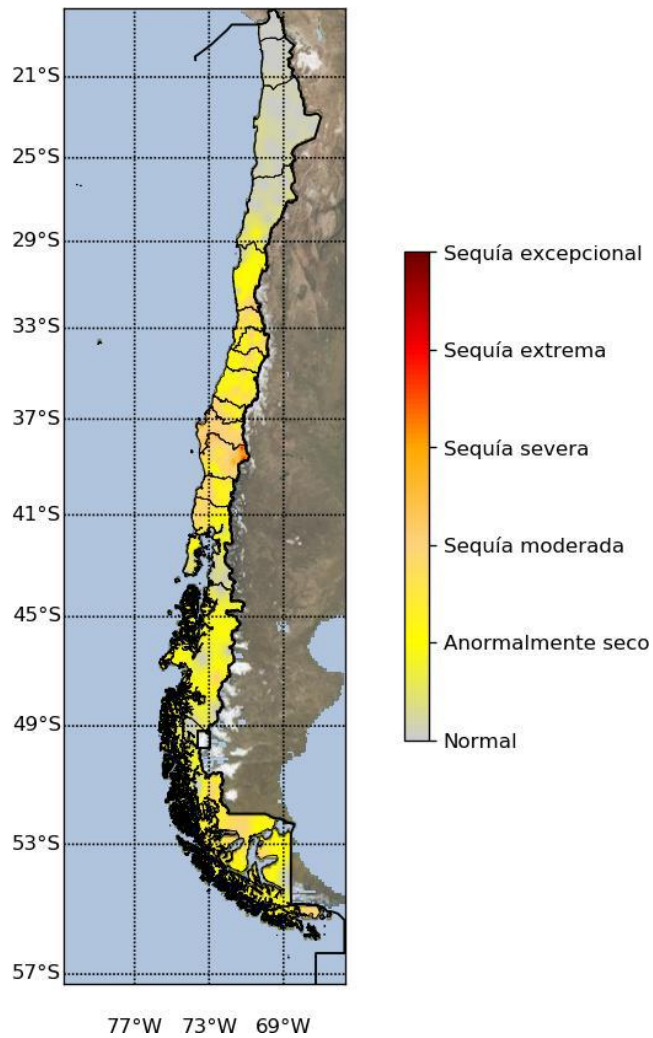 21°S
25°S
29°S
33°S
37°S
41°S
45°S
49°S
53°S
57°S
77°W 73°W 69°W
Sequía excepcional
Sequía extrema
Sequía severa
Sequía moderada
Anormalmente seco
Normal